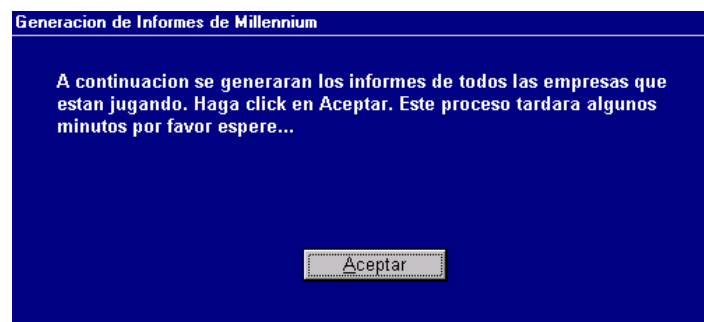 Generacion de Informes de Millennium
A continuacion se generaran los informes de todos las empresas que
estan jugando. Haga click en Aceptar. Este proceso tardara algunos
minutos por favor espere...
Aceptar